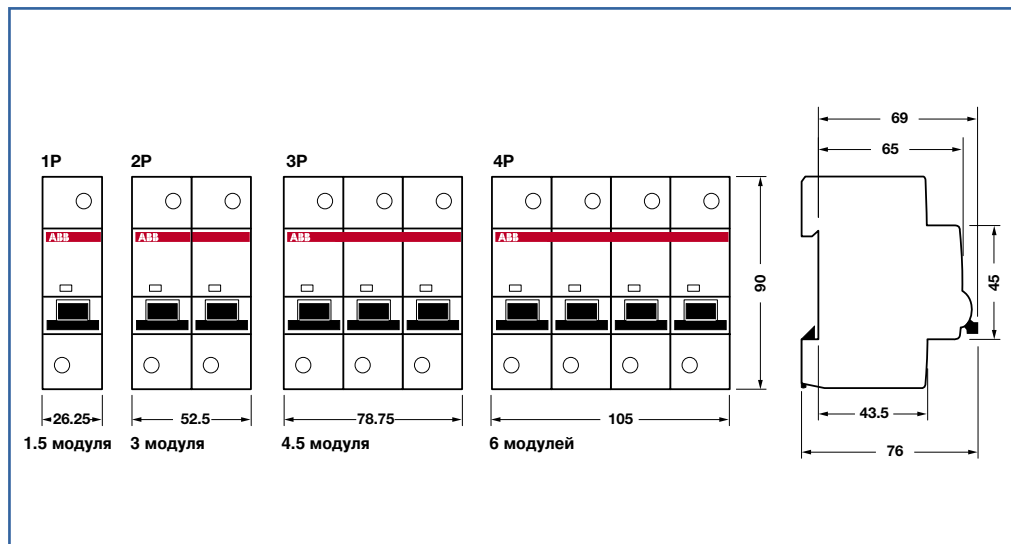 69
65
1P
2P
3P
4P
ABB
ABB
ABB
ABB
90
45
26.25
52.5
78.75
105
43.5
1.5 модуля
3 модуля
4.5 модуля
6 модулей
76